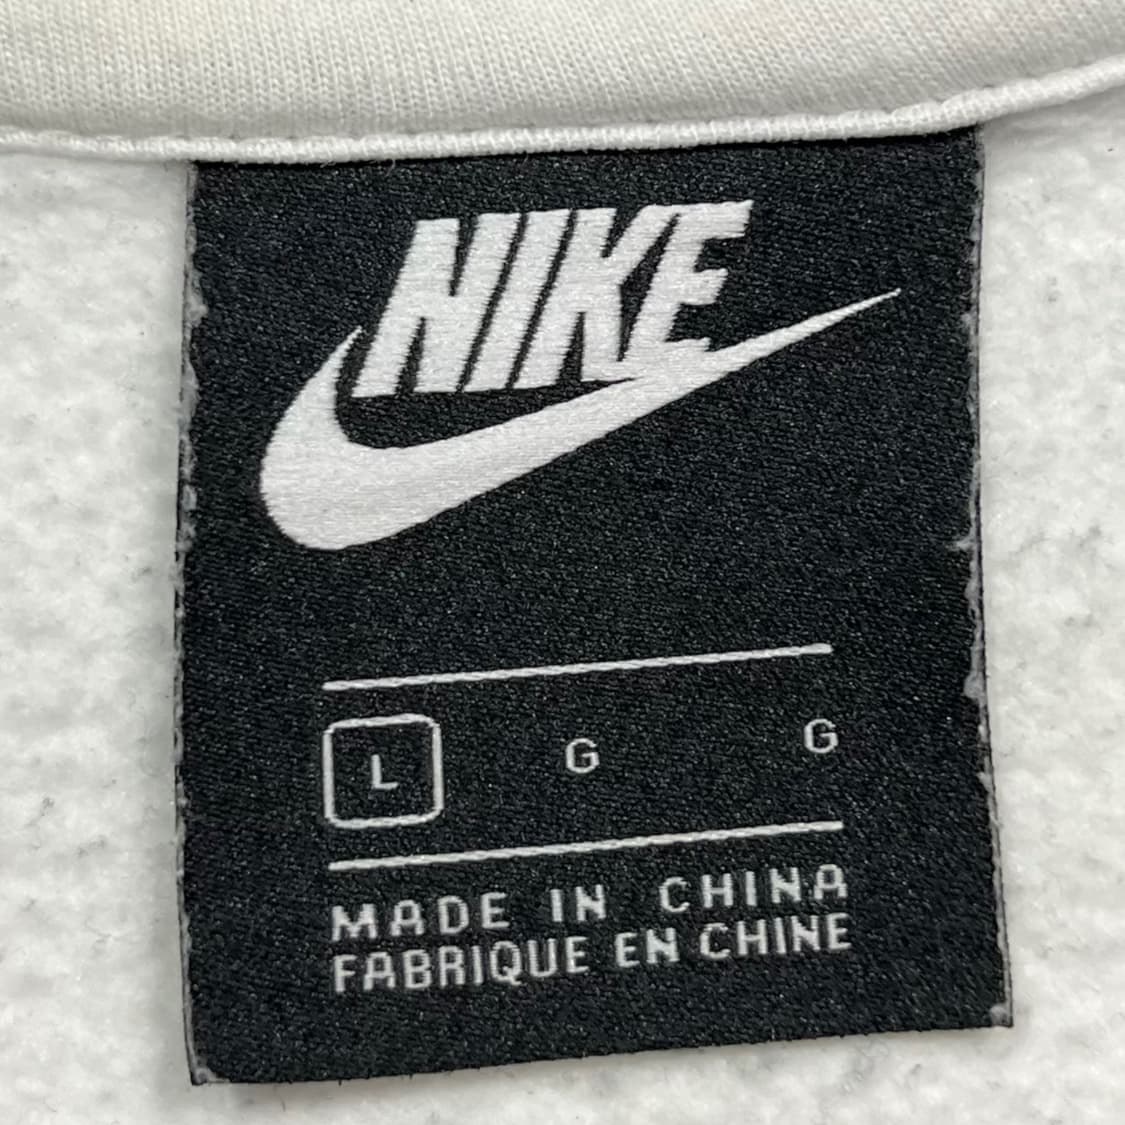 NIKE
L G G
MADE IN CHINA
FABRIQUE EN CHINE